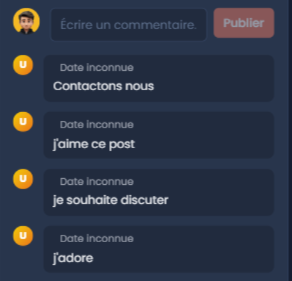 Écrire un commentaire.
Publier
U
Date inconnue
Contactons nous
U
Date inconnue
j'aime ce post
U
Date inconnue
je souhaite discuter
U
Date inconnue
j'adore